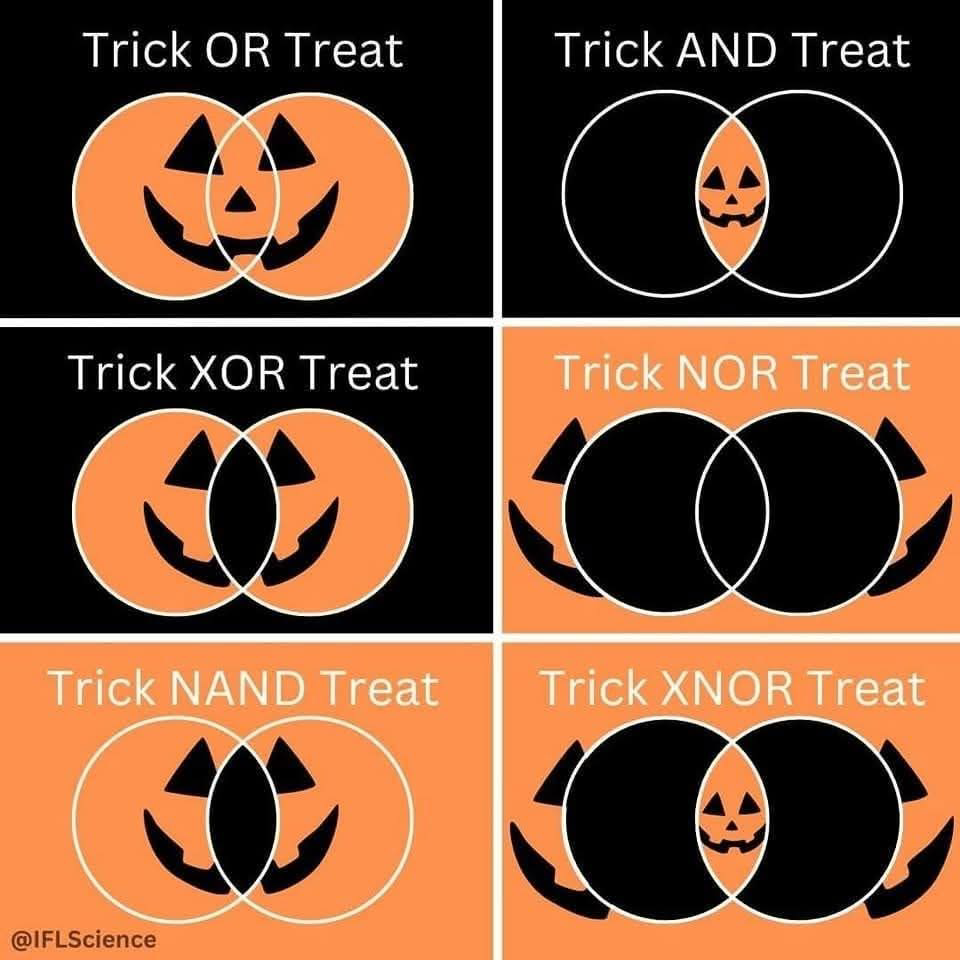 Trick OR Treat
Trick AND Treat
Trick XOR Treat
Trick NOR Treat
Trick NAND Treat
Trick XNOR Treat
@IFLScience